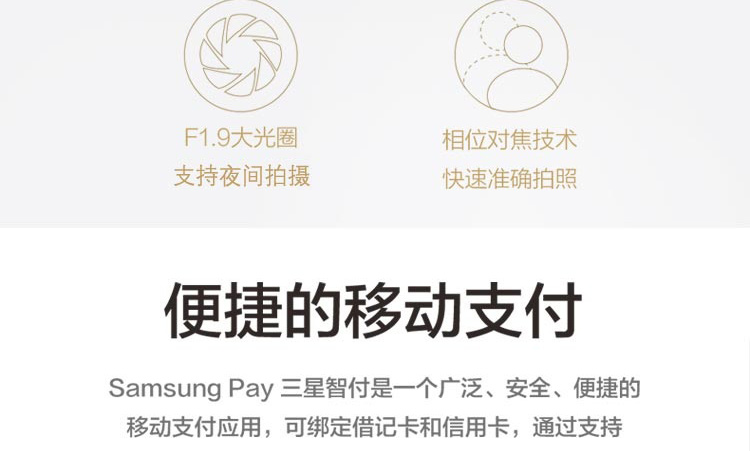 F1.9大光圈
支持夜间拍摄
相位对焦技术
快速准确拍照
便捷的移动支付
Samsung Pay 三星智付是一个广泛、安全、便捷的
移动支付应用，可绑定借记卡和信用卡，通过支持